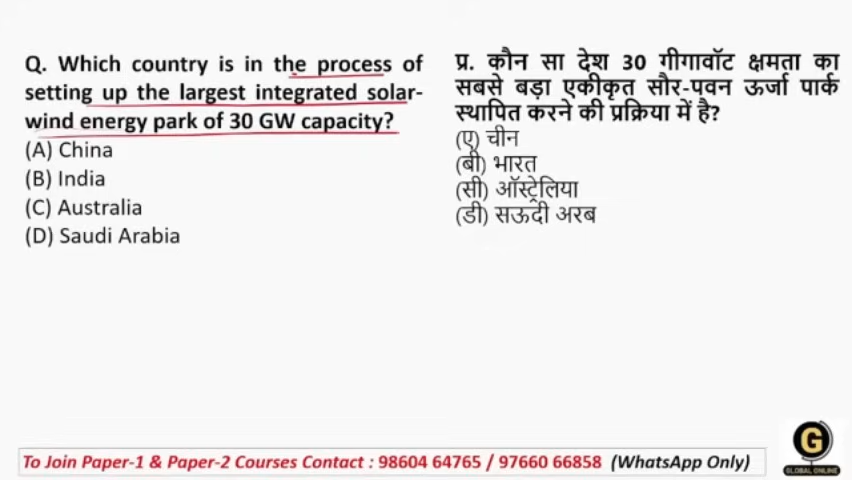 Q. Which country is in the process of
setting up the largest integrated solar-
wind energy park of 30 GW capacity?
(A) China
(B) India
(C) Australia
(D) Saudi Arabia
प्र. कौन सा देश 30 गीगावॉट क्षमता का
सबसे बड़ा एकीकृत सौर-पवन ऊर्जा पार्क
स्थापित करने की प्रक्रिया में है?
(ए) चीन
(बी) भारत
(सी) ऑस्ट्रेलिया
(डी) सऊदी अरब
To Join Paper-1 & Paper-2 Courses Contact : 98604 64765 / 97660 66858 (WhatsApp Only)
G
GLOBAL ONLINE